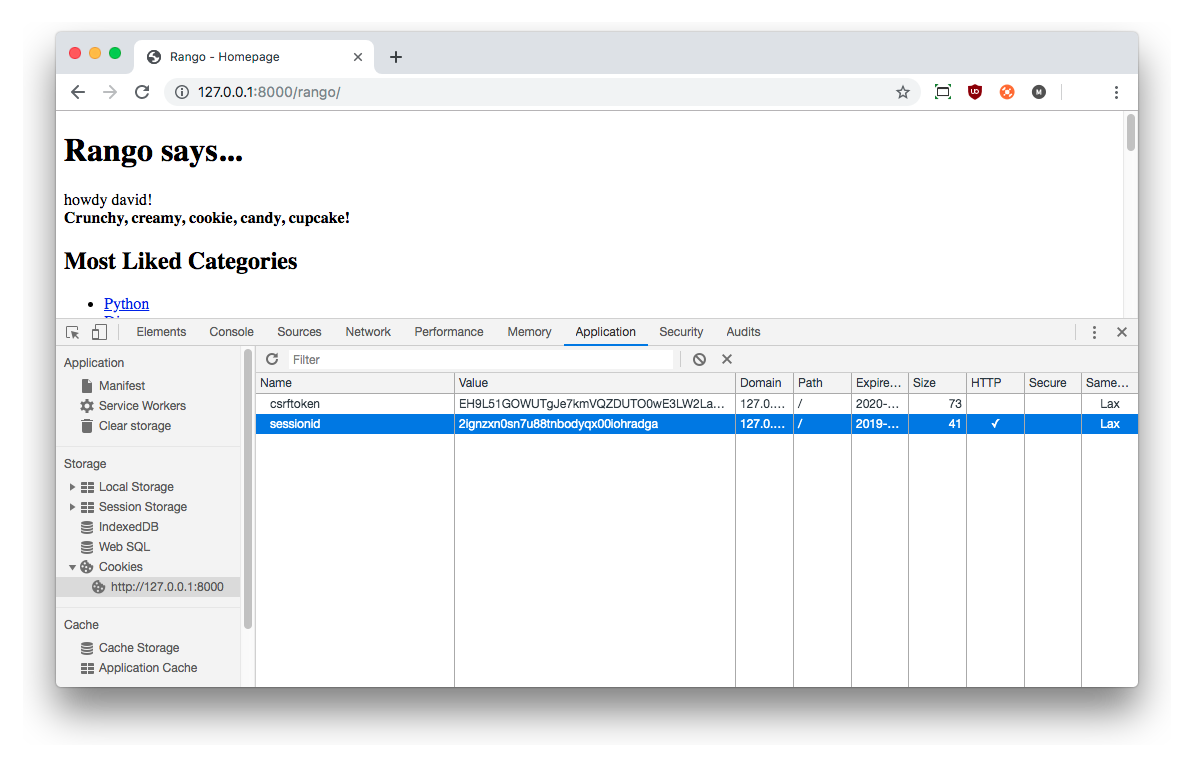 Rango - Homepage
127.0.0.1:8000/rango/
Rango says...
howdy david!
Crunchy, creamy, cookie, candy, cupcake!
Most Liked Categories
Python
Elements Console Sources Network Performance Memory Application Security Audits
Application
Manifest
Service Workers
Clear storage
Storage
Local Storage
Session Storage
IndexedDB
Web SQL
Cookies
http://127.0.0.1:8000
Cache
Cache Storage
Application Cache
Filter
Name Value Domain Path Expire... Size HTTP Secure Same...
csrftoken EH9L51GOWUTgJe7kmVQZDUTO0wE3LW2La... 127.0.... / 2020-... 73 Lax
sessionid 2ignzxn0sn7u88tnbodyqx00iohradga 127.0.... / 2019-... 41 ✓ Lax